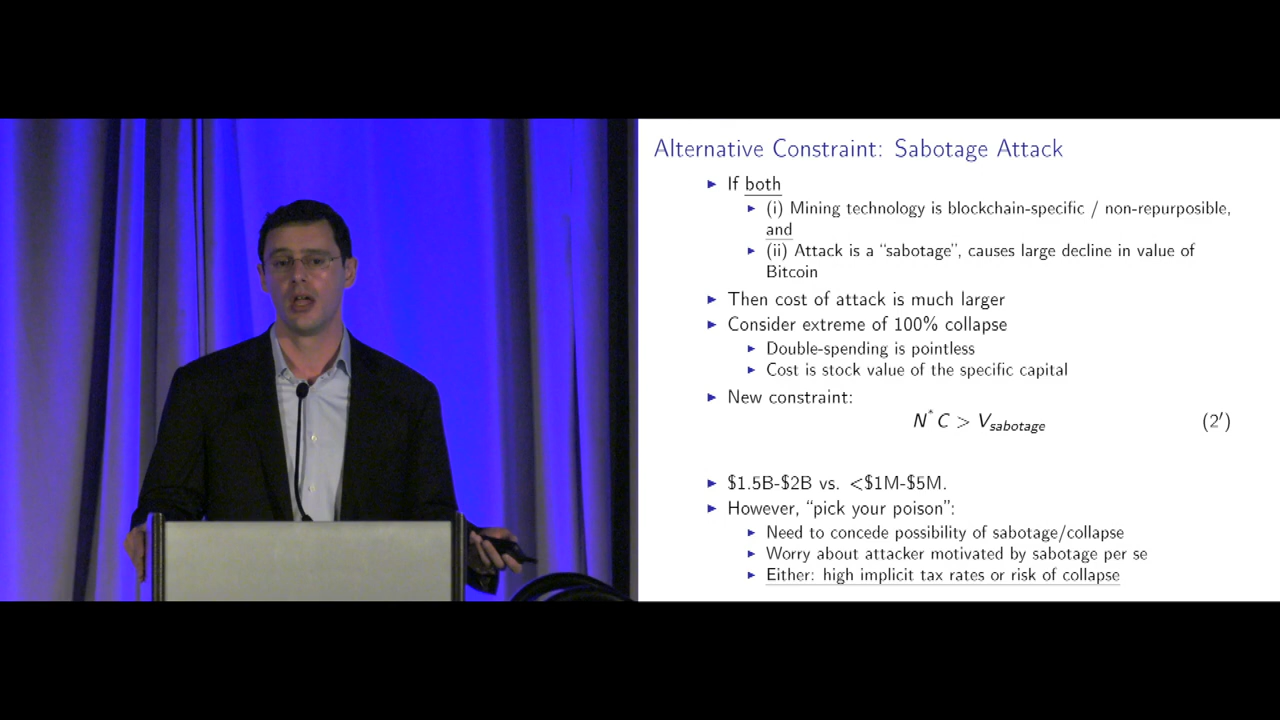 Alternative Constraint: Sabotage Attack
► If both
► (i) Mining technology is blockchain-specific / non-repurposible,
and
► (ii) Attack is a “sabotage”, causes large decline in value of
Bitcoin
► Then cost of attack is much larger
► Consider extreme of 100% collapse
► Double-spending is pointless
► Cost is stock value of the specific capital
► New constraint:
N*C > Vsabotage (2′)
► $1.5B-$2B vs. <$1M-$5M.
► However, “pick your poison”:
► Need to concede possibility of sabotage/collapse
► Worry about attacker motivated by sabotage per se
► Either: high implicit tax rates or risk of collapse